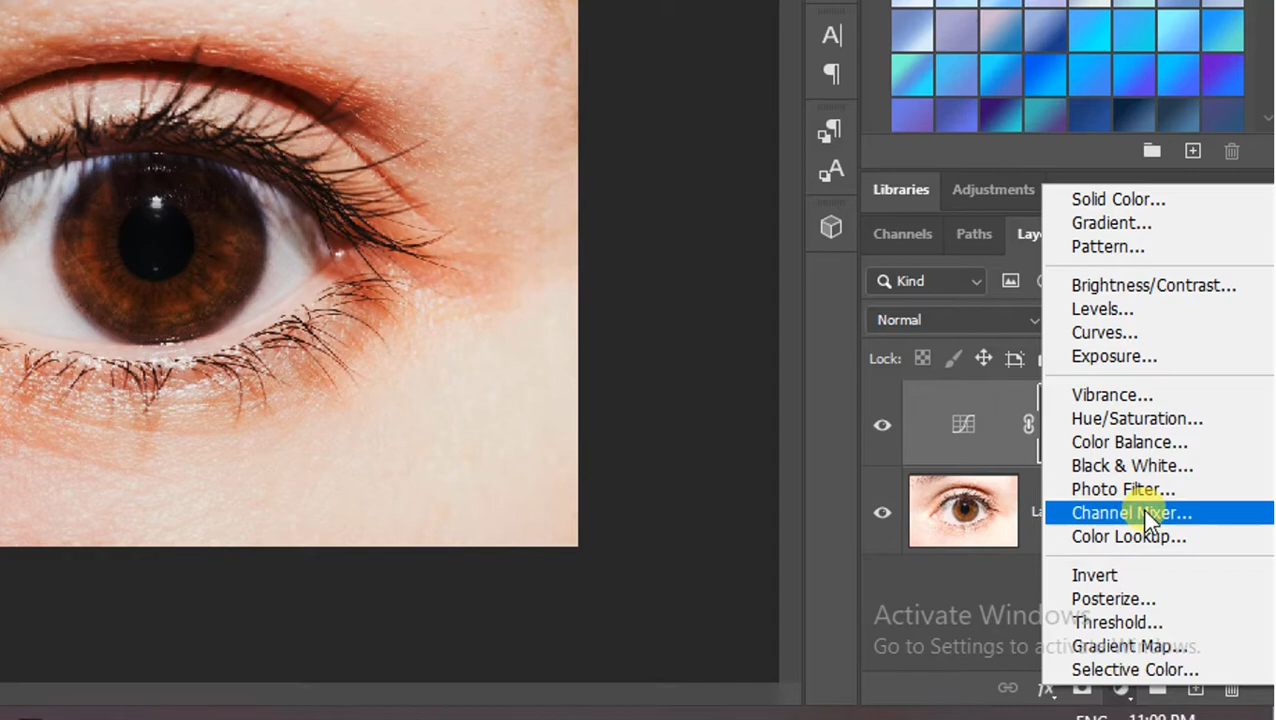 A|
Libraries
Adjustments
Channels
Paths
Kind
Normal
Lock:
Solid Color...
Gradient...
Pattern...
Brightness/Contrast...
Levels...
Curves...
Exposure...
Vibrance...
Hue/Saturation...
Color Balance...
Black & White...
Photo Filter...
Channel Mixer...
Color Lookup...
Invert
Posterize...
Threshold...
Gradient Map...
Selective Color...
Activate Windows
Go to Settings to activate Windows.
fx
ENG 11:09 PM